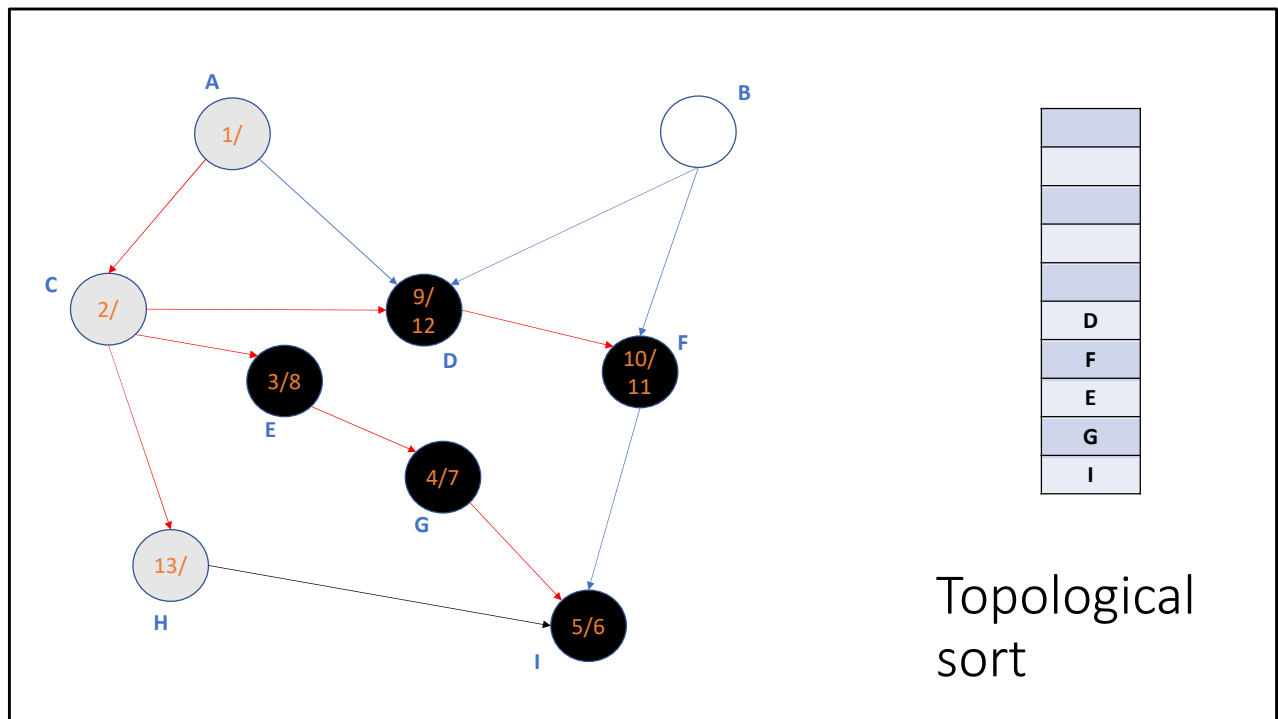 A
1/
B
C
2/
9/
12
D
10/
11
F
3/8
E
4/7
G
13/
H
5/6
I
D
F
E
G
I
Topological
sort